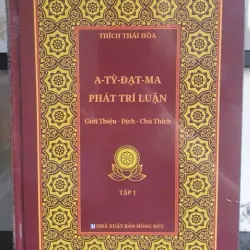 THÍCH THÁI HÒA
A-TỲ-ĐẠT-MA
PHÁT TRÍ LUẬN
Giới Thiệu - Dịch - Chú Thích
TẬP 1
NHÀ XUẤT BẢN HỒNG ĐỨC